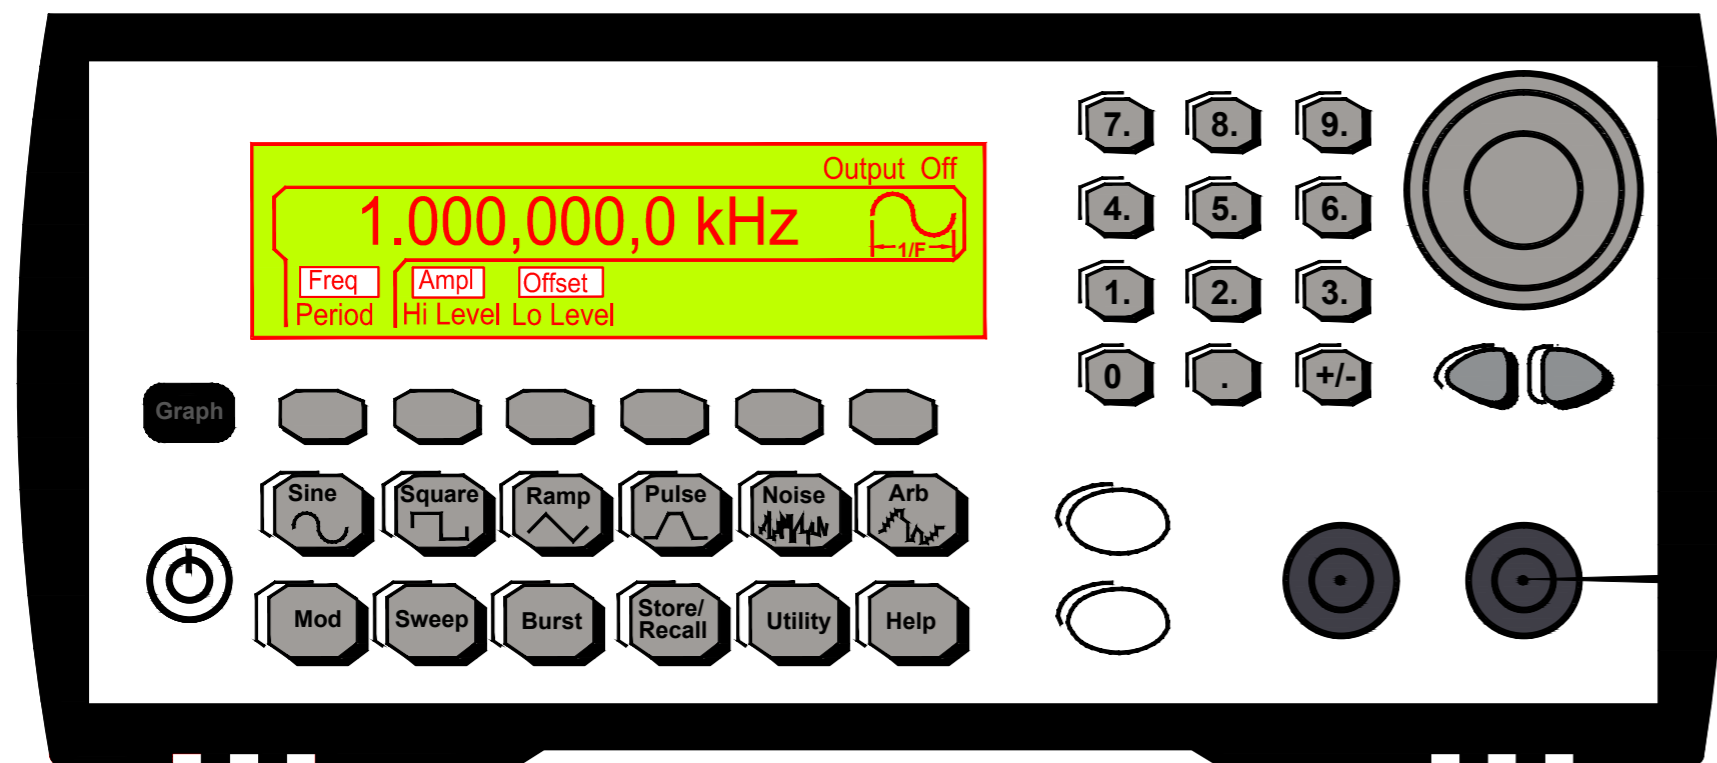 Output Off
1.000,000,0 kHz
1/F
Freq Ampl Offset
Period Hi Level Lo Level
7. 8. 9.
4. 5. 6.
1. 2. 3.
0 . +/-
Graph
Sine Square Ramp Pulse Noise Arb
Mod Sweep Burst Store/
Recall Utility Help